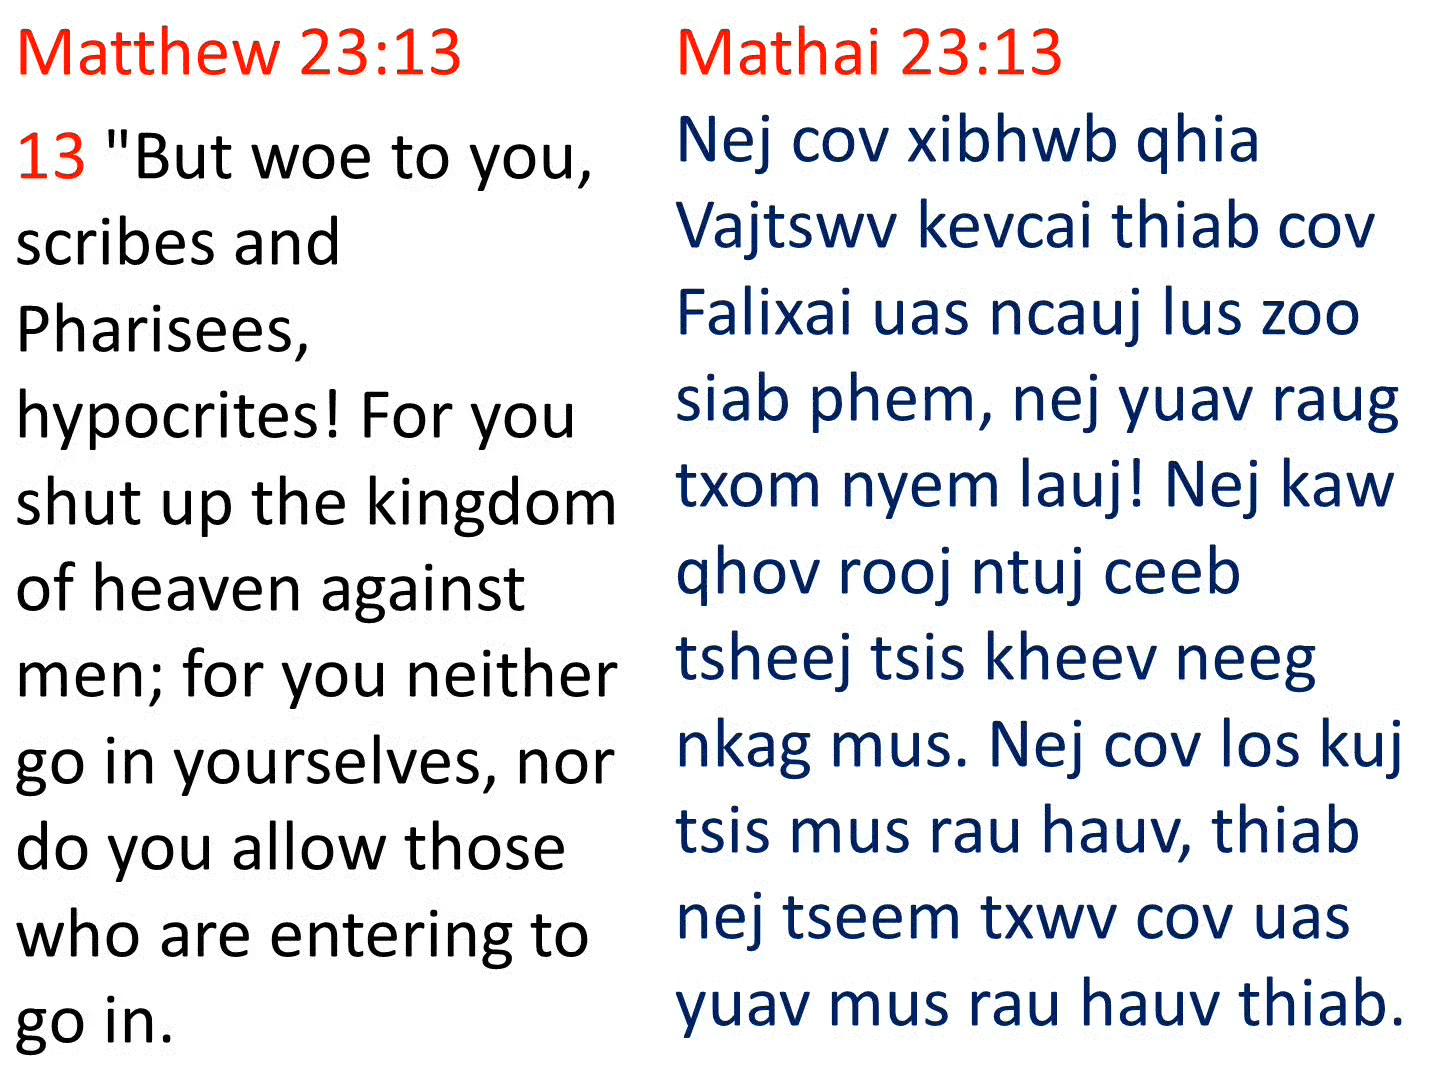 Matthew 23:13
13 "But woe to you,
scribes and
Pharisees,
hypocrites! For you
shut up the kingdom
of heaven against
men; for you neither
go in yourselves, nor
do you allow those
who are entering to
go in.
Mathai 23:13
Nej cov xibhwb qhia
Vajtswv kevcai thiab cov
Falixai uas ncauj lus zoo
siab phem, nej yuav raug
txom nyem lauj! Nej kaw
qhov rooj ntuj ceeb
tsheej tsis kheev neeg
nkag mus. Nej cov los kuj
tsis mus rau hauv, thiab
nej tseem txwv cov uas
yuav mus rau hauv thiab.